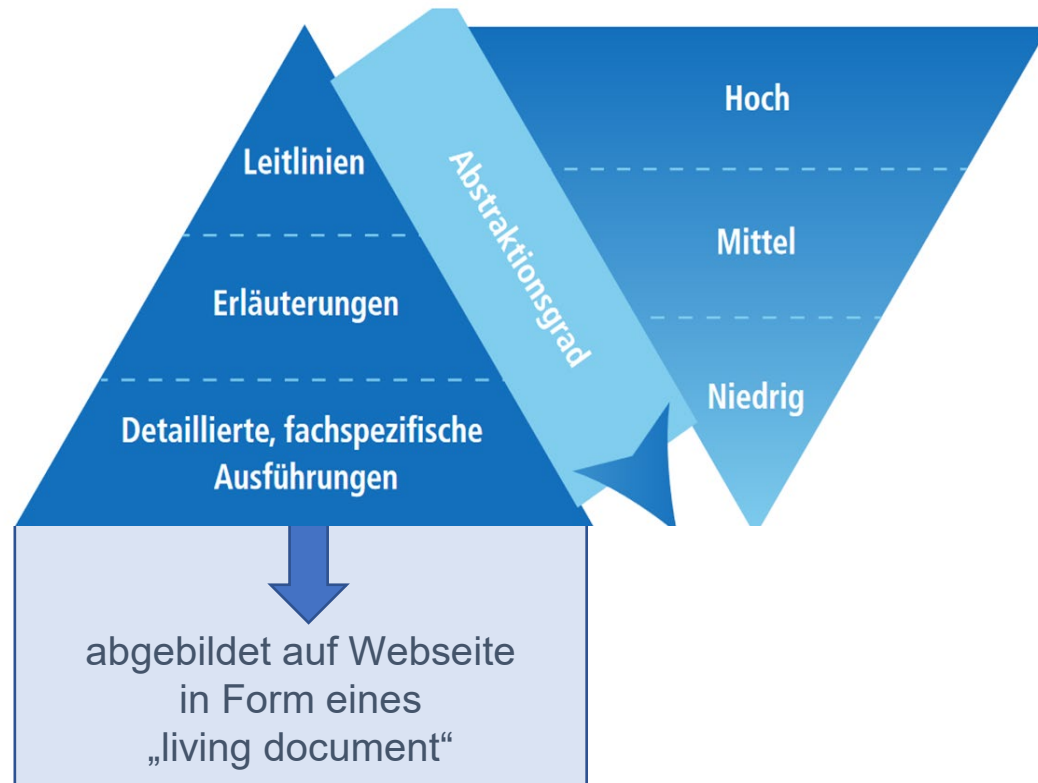 Leitlinien
Erläuterungen
Detaillierte, fachspezifische
Ausführungen
Abstraktionsgrad
Hoch
Mittel
Niedrig
abgebildet auf Webseite
in Form eines
„living document“